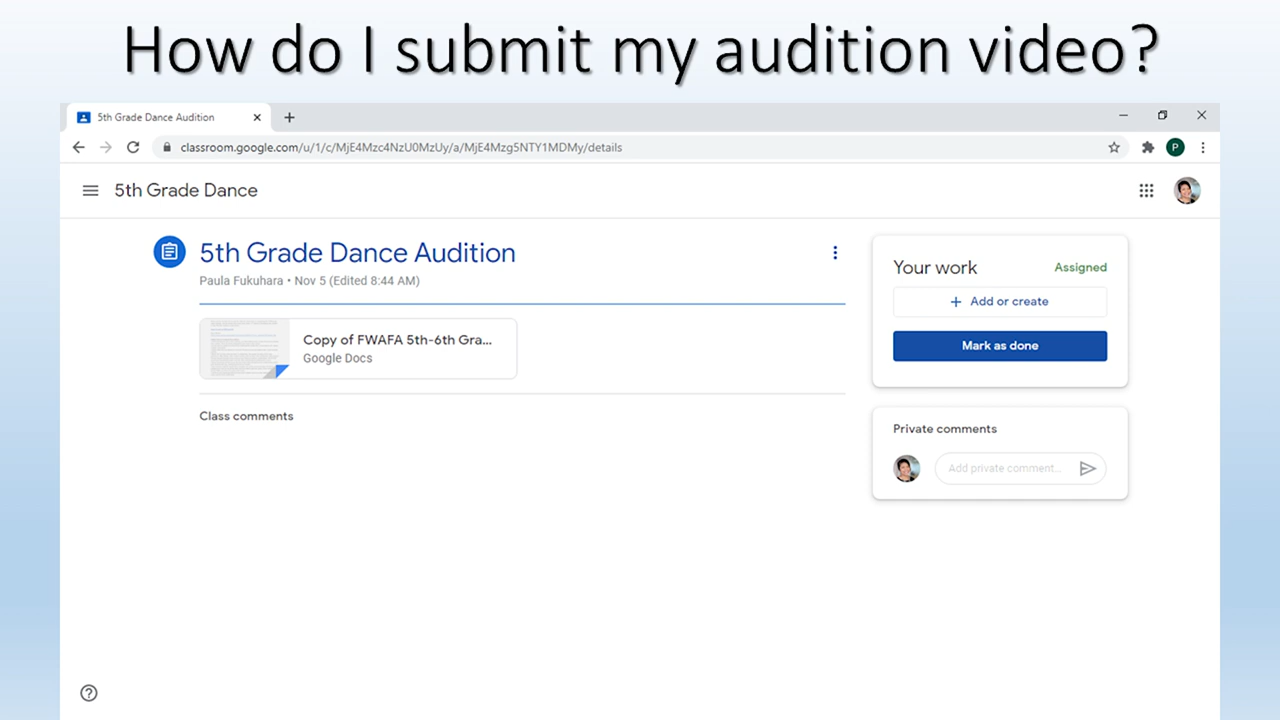 How do I submit my audition video?
5th Grade Dance Audition
classroom.google.com/u/1/c/MjE4Mzc4NzU0MzUy/a/MjE4Mzg5NTY1MDMy/details
P
5th Grade Dance
5th Grade Dance Audition
Paula Fukuhara • Nov 5 (Edited 8:44 AM)
Copy of FWAFA 5th-6th Gra...
Google Docs
Class comments
Your work Assigned
+ Add or create
Mark as done
Private comments
Add private comment...